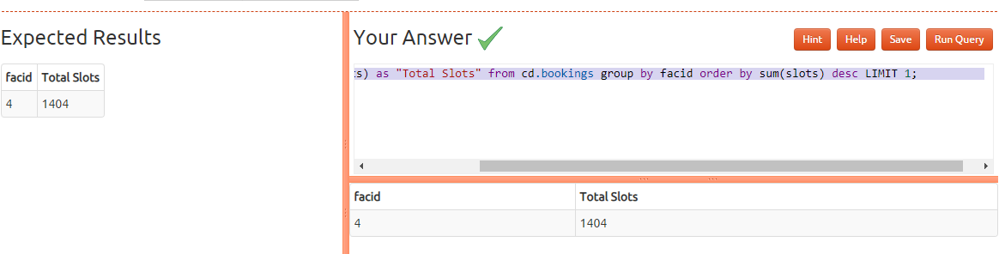 Expected Results
facid Total Slots
4 1404
Your Answer
Hint Help Save Run Query
ts) as "Total Slots" from cd.bookings group by facid order by sum(slots) desc LIMIT 1;
facid Total Slots
4 1404